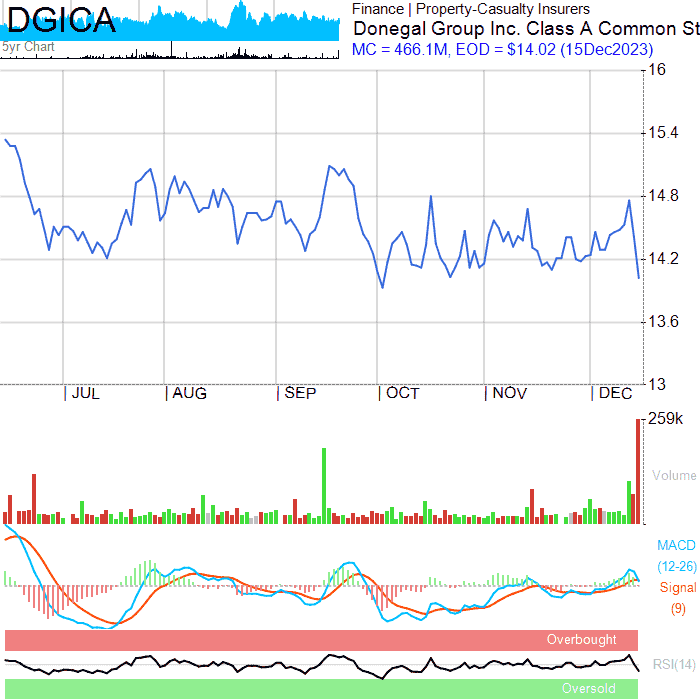 DGICA
5yr Chart
Finance | Property-Casualty Insurers
Donegal Group Inc. Class A Common St
MC = 466.1M, EOD = $14.02 (15Dec2023)
16
15.4
14.8
14.2
13.6
13
JUL AUG SEP OCT NOV DEC
259k
Volume
MACD
(12-26)
Signal
(9)
Overbought
RSI(14)
Oversold